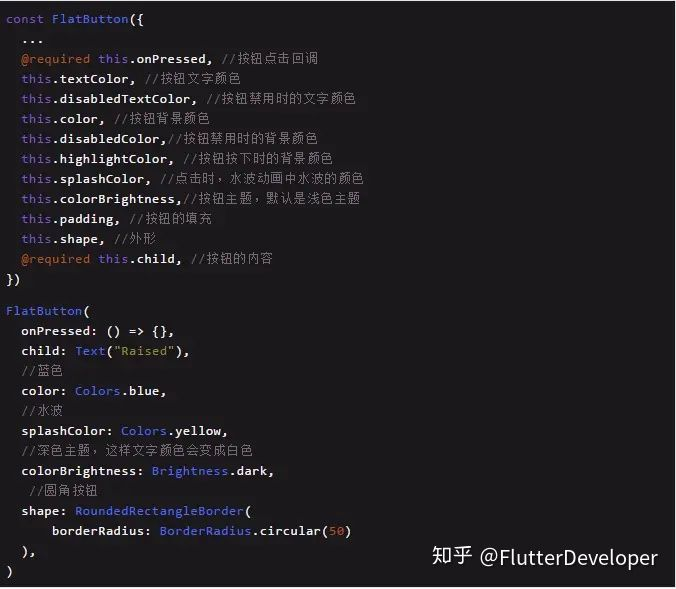 const FlatButton({
  ...
  @required this.onPressed, //按钮点击回调
  this.textColor, //按钮文字颜色
  this.disabledTextColor, //按钮禁用时的文字颜色
  this.color, //按钮背景颜色
  this.disabledColor,//按钮禁用时的背景颜色
  this.highlightColor, //按钮按下时的背景颜色
  this.splashColor, //点击时，水波动画中水波的颜色
  this.colorBrightness,//按钮主题，默认是浅色主题
  this.padding, //按钮的填充
  this.shape, //外形
  @required this.child, //按钮的内容
})
FlatButton(
  onPressed: () => {},
  child: Text("Raised"),
  //蓝色
  color: Colors.blue,
  //水波
  splashColor: Colors.yellow,
  //深色主题，这样文字颜色会变成白色
  colorBrightness: Brightness.dark,
   //圆角按钮
  shape: RoundedRectangleBorder(
      borderRadius: BorderRadius.circular(50)
  ),
)
知乎 @FlutterDeveloper